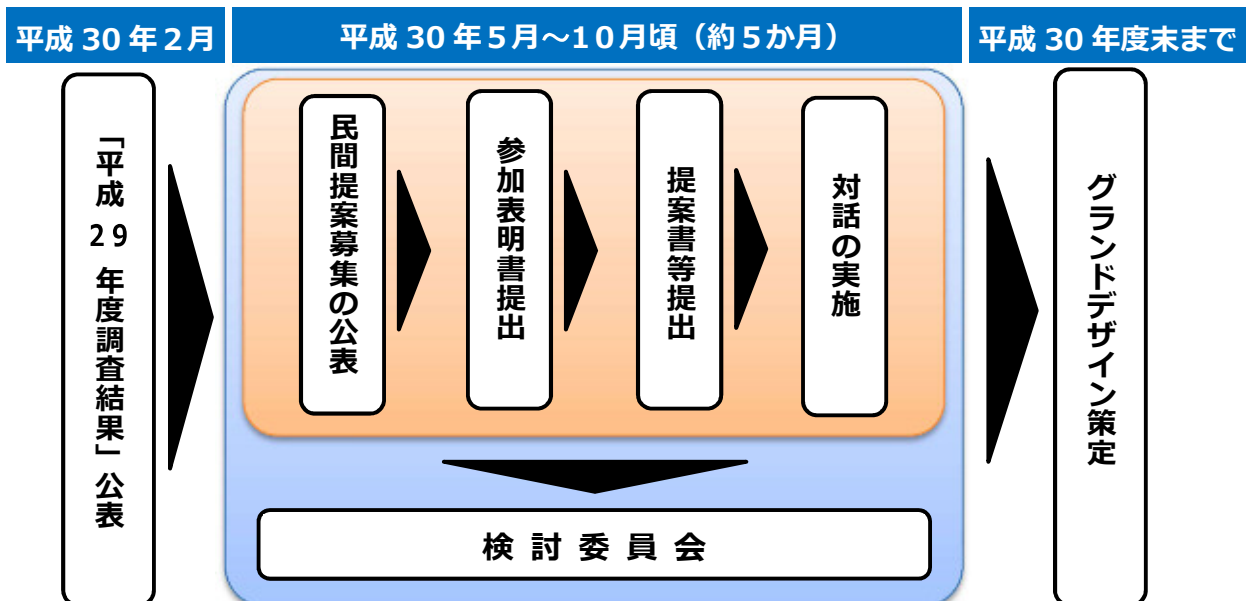 平成 30 年２月
平成 30 年５月～１０月頃（約５か月）
平成 30 年度末まで
「平成29年度調査結果」公表
民間提案募集の公表
参加表明書提出
提案書等提出
対話の実施
検討委員会
グランドデザイン策定